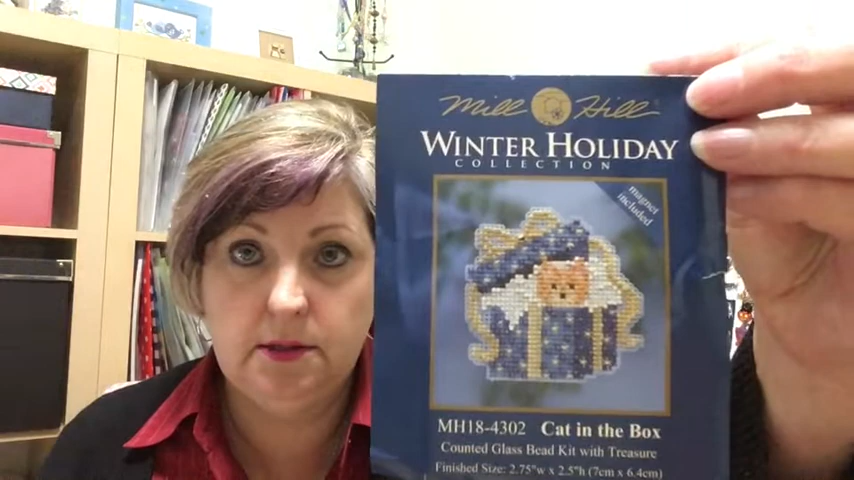 Mill Hill
WINTER HOLIDAY
COLLECTION
magnet
included
MH18-4302 Cat in the Box
Counted Glass Bead Kit with Treasure
Finished Size: 2.75"w x 2.5"h (7cm x 6.4cm)